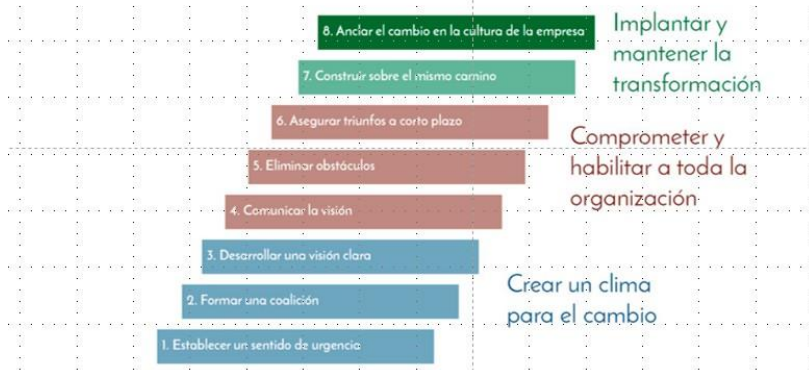 8. Anclar el cambio en la cultura de la empresa
Implantar y
mantener la
transformación
7. Construir sobre el mismo camino
6. Asegurar triunfos a corto plazo
Comprometer y
habilitar a toda la
organización
5. Eliminar obstáculos
4. Comunicar la visión
3. Desarrollar una visión clara
Crear un clima
para el cambio
2. Formar una coalición
1. Establecer un sentido de urgencia